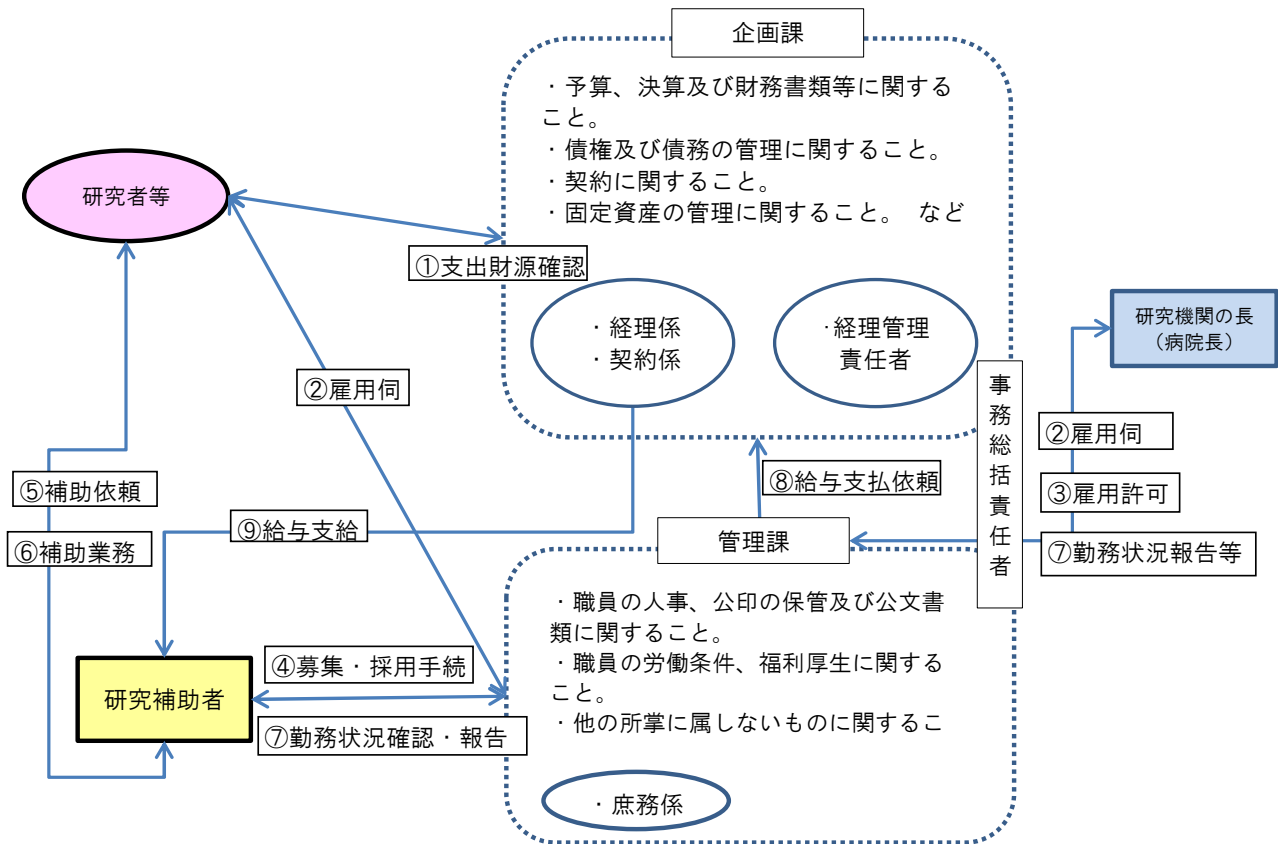 企画課
・予算、決算及び財務書類等に関する
こと。
・債権及び債務の管理に関すること。
・契約に関すること。
・固定資産の管理に関すること。 など
研究者等
①支出財源確認
・経理係
・契約係
・経理管理
責任者
研究機関の長
（病院長）
②雇用伺
事務総括責任者
②雇用伺
③雇用許可
⑦勤務状況報告等
⑤補助依頼
⑥補助業務
⑧給与支払依頼
⑨給与支給
管理課
・職員の人事、公印の保管及び公文書
類に関すること。
・職員の労働条件、福利厚生に関する
こと。
・他の所掌に属しないものに関するこ
④募集・採用手続
研究補助者
⑦勤務状況確認・報告
・庶務係